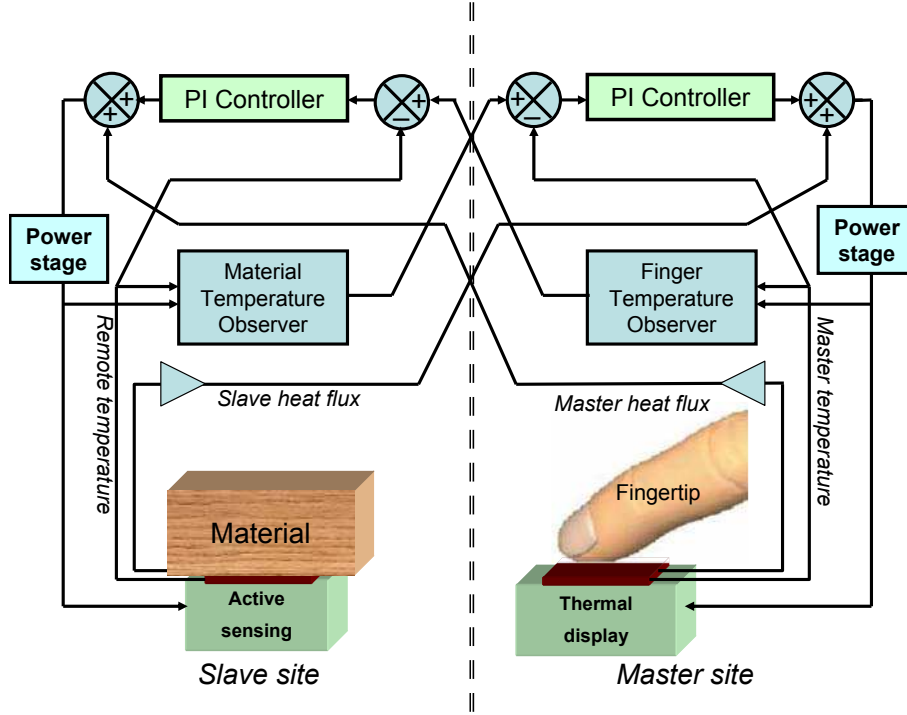 PI Controller
PI Controller
+
+
+
−
+
−
+
+
Power
stage
Power
stage
Material
Temperature
Observer
Finger
Temperature
Observer
Remote temperature
Master temperature
Slave heat flux
Master heat flux
Material
Fingertip
Active
sensing
Thermal
display
Slave site
Master site